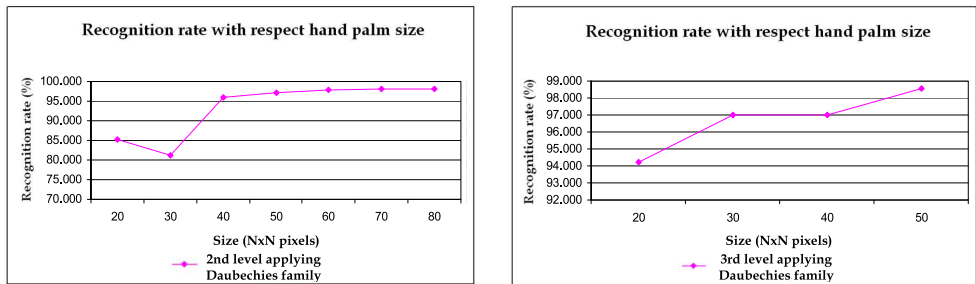 Recognition rate with respect hand palm size
Recognition rate (%)
100.000
95.000
90.000
85.000
80.000
75.000
70.000
20 30 40 50 60 70 80
Size (NxN pixels)
2nd level applying
Daubechies family
Recognition rate with respect hand palm size
Recognition rate (%)
99.000
98.000
97.000
96.000
95.000
94.000
93.000
92.000
20 30 40 50
Size (NxN pixels)
3rd level applying
Daubechies family